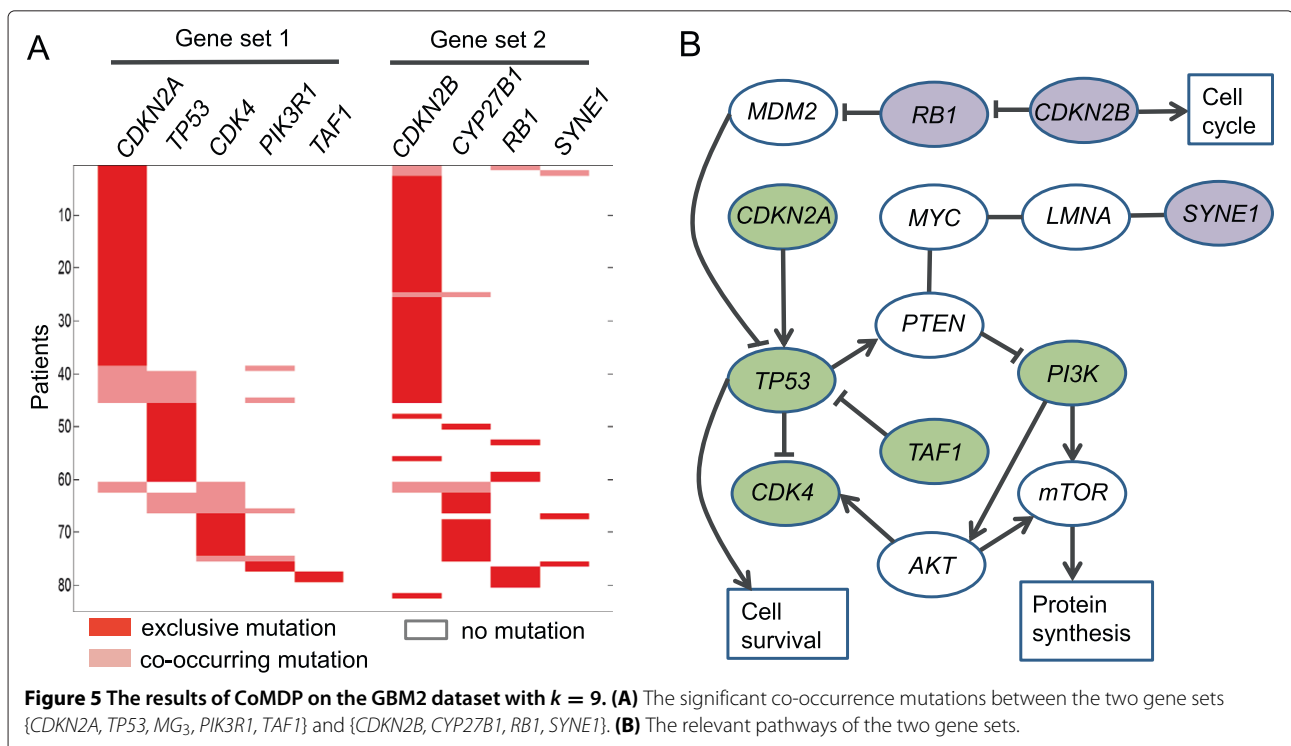 A
Gene set 1
Gene set 2
CDKN2A
TP53
CDK4
PIK3R1
TAF1
CDKN2B
CYP27B1
RB1
SYNE1
Patients
10
20
30
40
50
60
70
80
exclusive mutation
no mutation
co-occurring mutation
B
MDM2
RB1
CDKN2B
Cell
cycle
CDKN2A
MYC
LMNA
SYNE1
PTEN
TP53
PI3K
TAF1
CDK4
mTOR
AKT
Cell
survival
Protein
synthesis
Figure 5 The results of CoMDP on the GBM2 dataset with k = 9. (A) The significant co-occurrence mutations between the two gene sets
{CDKN2A, TP53, MG3, PIK3R1, TAF1} and {CDKN2B, CYP27B1, RB1, SYNE1}. (B) The relevant pathways of the two gene sets.